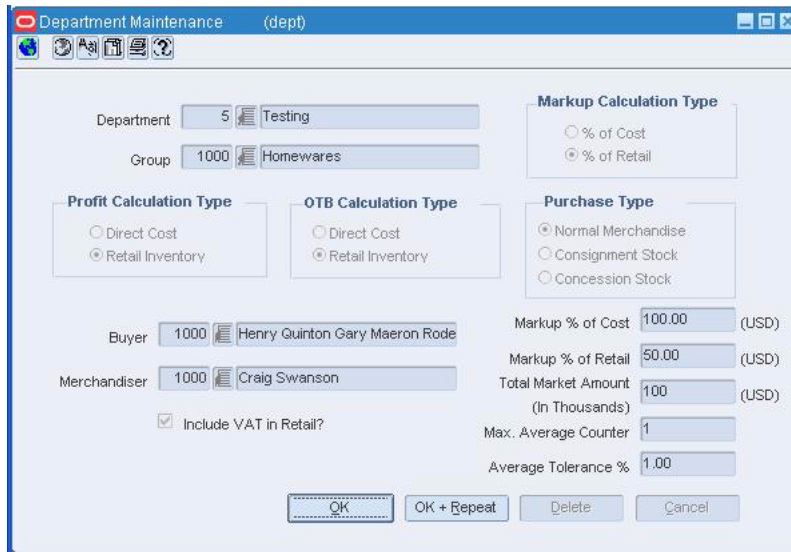 Department Maintenance (dept)
Department 5 Testing
Group 1000 Homewares
Markup Calculation Type
% of Cost
% of Retail
Profit Calculation Type
Direct Cost
Retail Inventory
OTB Calculation Type
Direct Cost
Retail Inventory
Purchase Type
Normal Merchandise
Consignment Stock
Concession Stock
Buyer 1000 Henry Quinton Gary Maeron Rode
Merchandiser 1000 Craig Swanson
Include VAT in Retail?
Markup % of Cost 100.00 (USD)
Markup % of Retail 50.00 (USD)
Total Market Amount
(In Thousands) 100 (USD)
Max. Average Counter 1
Average Tolerance % 1.00
OK OK + Repeat Delete Cancel